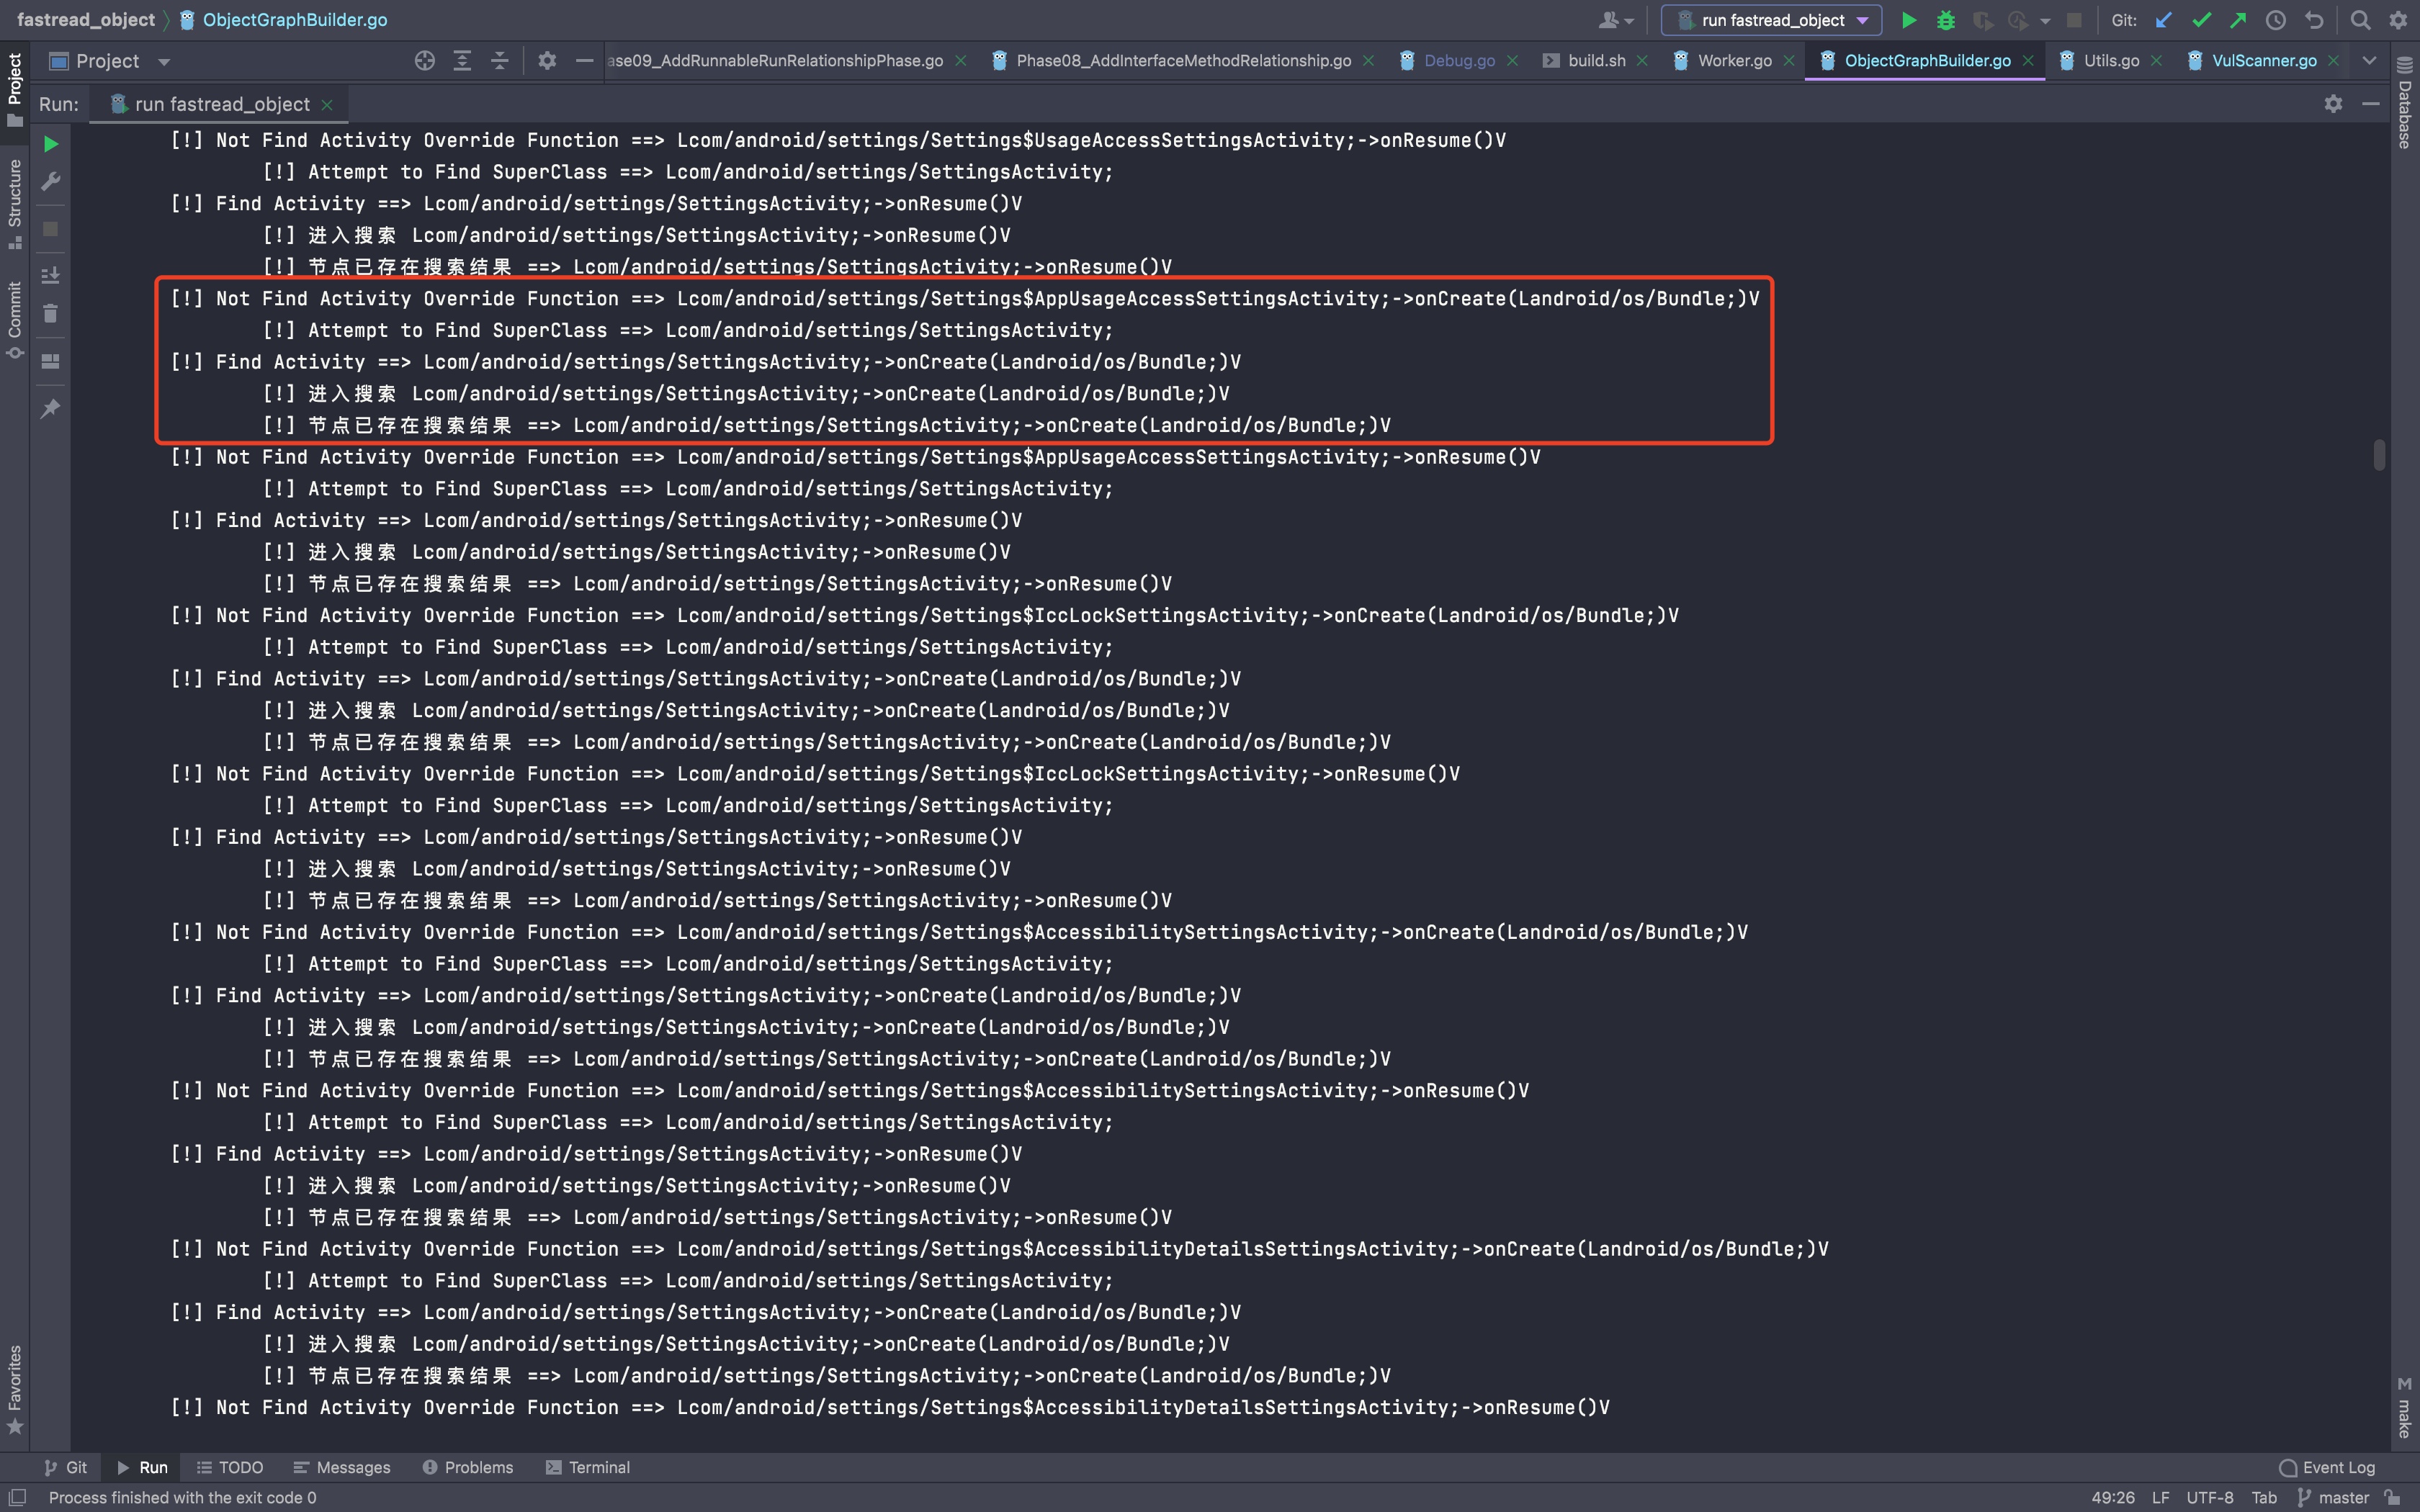 fastread_object
ObjectGraphBuilder.go
run fastread_object
Git:
Project
ase09_AddRunnableRunRelationshipPhase.go
Phase08_AddInterfaceMethodRelationship.go
Debug.go
build.sh
Worker.go
ObjectGraphBuilder.go
Utils.go
VulScanner.go
Run:
run fastread_object
Project
Structure
Commit
Favorites
Database
make
[!] Not Find Activity Override Function ==> Lcom/android/settings/Settings$UsageAccessSettingsActivity;->onResume()V
[!] Attempt to Find SuperClass ==> Lcom/android/settings/SettingsActivity;
[!] Find Activity ==> Lcom/android/settings/SettingsActivity;->onResume()V
[!] 进入搜索 Lcom/android/settings/SettingsActivity;->onResume()V
[!] 节点已存在搜索结果 ==> Lcom/android/settings/SettingsActivity;->onResume()V
[!] Not Find Activity Override Function ==> Lcom/android/settings/Settings$AppUsageAccessSettingsActivity;->onCreate(Landroid/os/Bundle;)V
[!] Attempt to Find SuperClass ==> Lcom/android/settings/SettingsActivity;
[!] Find Activity ==> Lcom/android/settings/SettingsActivity;->onCreate(Landroid/os/Bundle;)V
[!] 进入搜索 Lcom/android/settings/SettingsActivity;->onCreate(Landroid/os/Bundle;)V
[!] 节点已存在搜索结果 ==> Lcom/android/settings/SettingsActivity;->onCreate(Landroid/os/Bundle;)V
[!] Not Find Activity Override Function ==> Lcom/android/settings/Settings$AppUsageAccessSettingsActivity;->onResume()V
[!] Attempt to Find SuperClass ==> Lcom/android/settings/SettingsActivity;
[!] Find Activity ==> Lcom/android/settings/SettingsActivity;->onResume()V
[!] 进入搜索 Lcom/android/settings/SettingsActivity;->onResume()V
[!] 节点已存在搜索结果 ==> Lcom/android/settings/SettingsActivity;->onResume()V
[!] Not Find Activity Override Function ==> Lcom/android/settings/Settings$IccLockSettingsActivity;->onCreate(Landroid/os/Bundle;)V
[!] Attempt to Find SuperClass ==> Lcom/android/settings/SettingsActivity;
[!] Find Activity ==> Lcom/android/settings/SettingsActivity;->onCreate(Landroid/os/Bundle;)V
[!] 进入搜索 Lcom/android/settings/SettingsActivity;->onCreate(Landroid/os/Bundle;)V
[!] 节点已存在搜索结果 ==> Lcom/android/settings/SettingsActivity;->onCreate(Landroid/os/Bundle;)V
[!] Not Find Activity Override Function ==> Lcom/android/settings/Settings$IccLockSettingsActivity;->onResume()V
[!] Attempt to Find SuperClass ==> Lcom/android/settings/SettingsActivity;
[!] Find Activity ==> Lcom/android/settings/SettingsActivity;->onResume()V
[!] 进入搜索 Lcom/android/settings/SettingsActivity;->onResume()V
[!] 节点已存在搜索结果 ==> Lcom/android/settings/SettingsActivity;->onResume()V
[!] Not Find Activity Override Function ==> Lcom/android/settings/Settings$AccessibilitySettingsActivity;->onCreate(Landroid/os/Bundle;)V
[!] Attempt to Find SuperClass ==> Lcom/android/settings/SettingsActivity;
[!] Find Activity ==> Lcom/android/settings/SettingsActivity;->onCreate(Landroid/os/Bundle;)V
[!] 进入搜索 Lcom/android/settings/SettingsActivity;->onCreate(Landroid/os/Bundle;)V
[!] 节点已存在搜索结果 ==> Lcom/android/settings/SettingsActivity;->onCreate(Landroid/os/Bundle;)V
[!] Not Find Activity Override Function ==> Lcom/android/settings/Settings$AccessibilitySettingsActivity;->onResume()V
[!] Attempt to Find SuperClass ==> Lcom/android/settings/SettingsActivity;
[!] Find Activity ==> Lcom/android/settings/SettingsActivity;->onResume()V
[!] 进入搜索 Lcom/android/settings/SettingsActivity;->onResume()V
[!] 节点已存在搜索结果 ==> Lcom/android/settings/SettingsActivity;->onResume()V
[!] Not Find Activity Override Function ==> Lcom/android/settings/Settings$AccessibilityDetailsSettingsActivity;->onCreate(Landroid/os/Bundle;)V
[!] Attempt to Find SuperClass ==> Lcom/android/settings/SettingsActivity;
[!] Find Activity ==> Lcom/android/settings/SettingsActivity;->onCreate(Landroid/os/Bundle;)V
[!] 进入搜索 Lcom/android/settings/SettingsActivity;->onCreate(Landroid/os/Bundle;)V
[!] 节点已存在搜索结果 ==> Lcom/android/settings/SettingsActivity;->onCreate(Landroid/os/Bundle;)V
[!] Not Find Activity Override Function ==> Lcom/android/settings/Settings$AccessibilityDetailsSettingsActivity;->onResume()V
Git
Run
TODO
Messages
Problems
Terminal
Event Log
Process finished with the exit code 0
49:26
LF
UTF-8
Tab
master